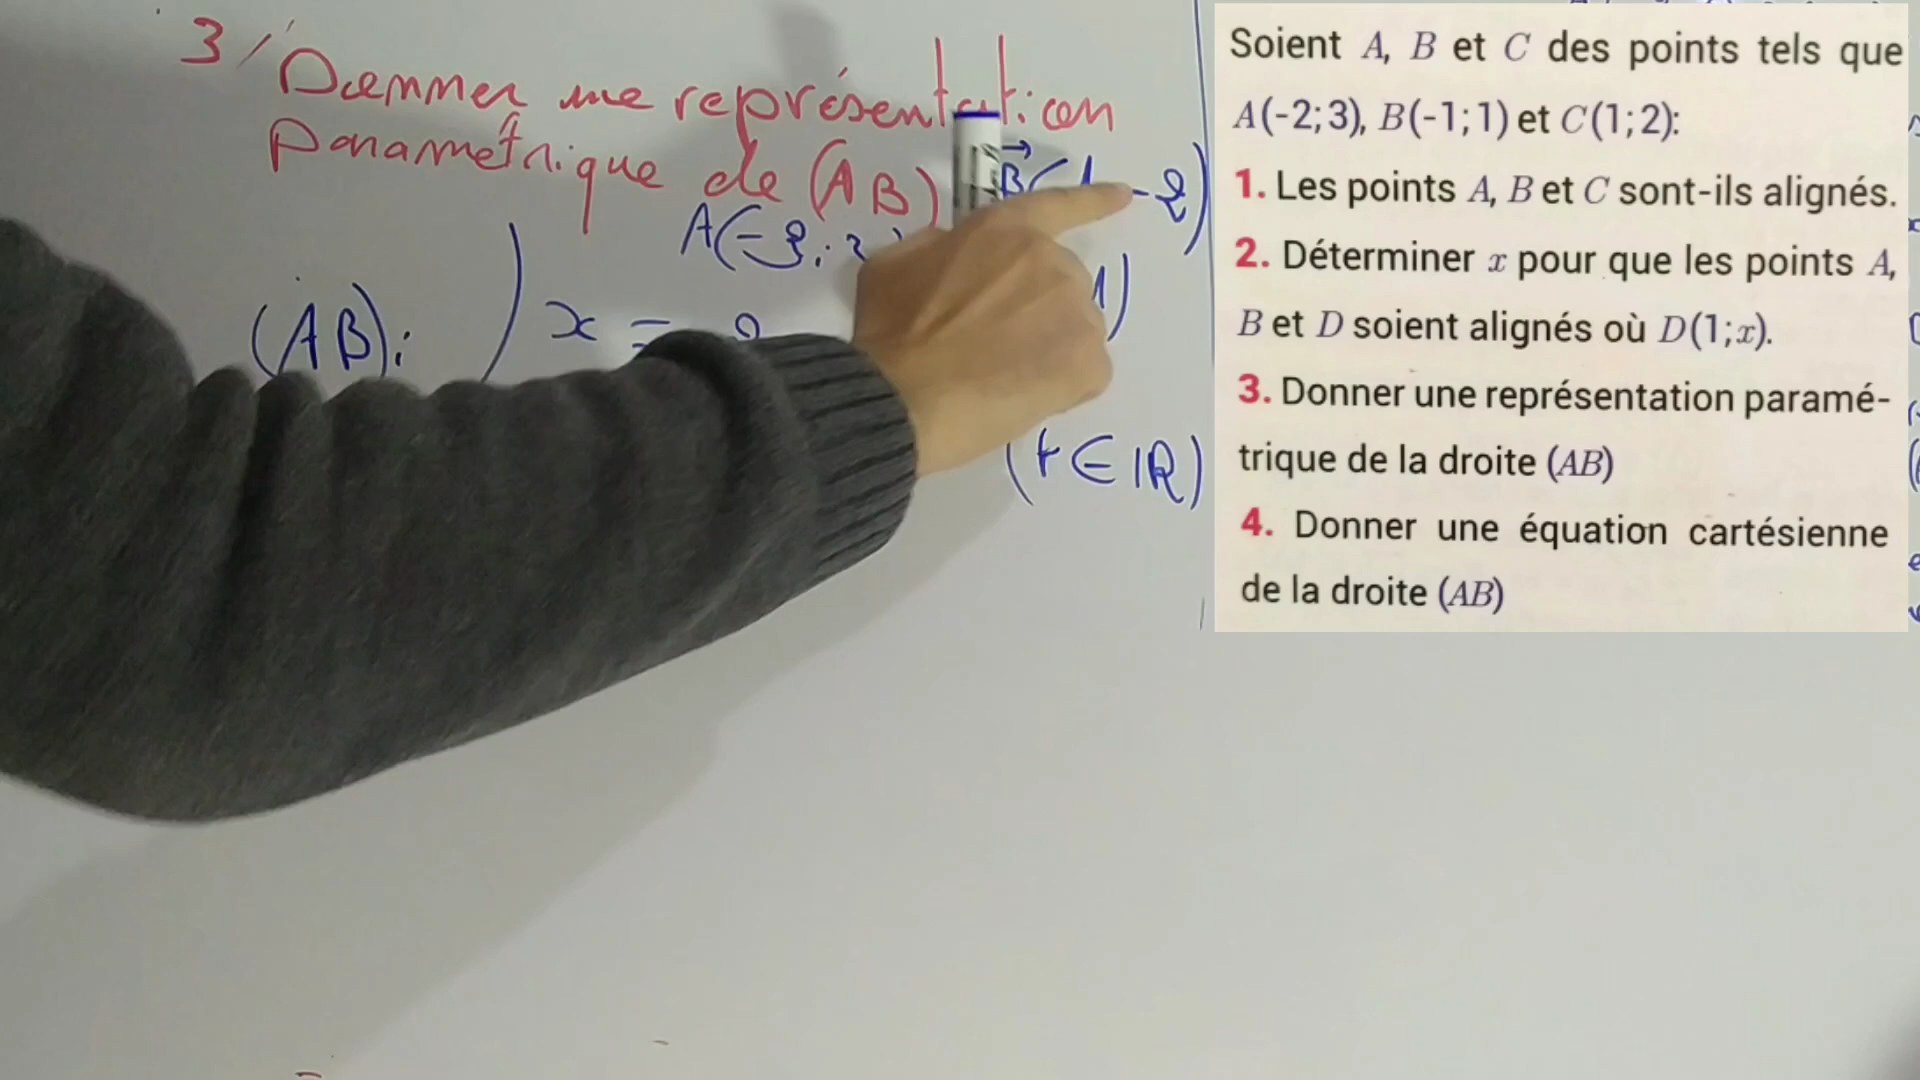 3/ Donner une représentation
paramétrique de (AB)
B(1 -2)
A(-2;
1)
(AB):
x =
(t∈ℝ)
Soient A, B et C des points tels que
A(-2;3), B(-1;1) et C(1;2):
1. Les points A, B et C sont-ils alignés.
2. Déterminer x pour que les points A,
B et D soient alignés où D(1;x).
3. Donner une représentation paramé-
trique de la droite (AB)
4. Donner une équation cartésienne
de la droite (AB)